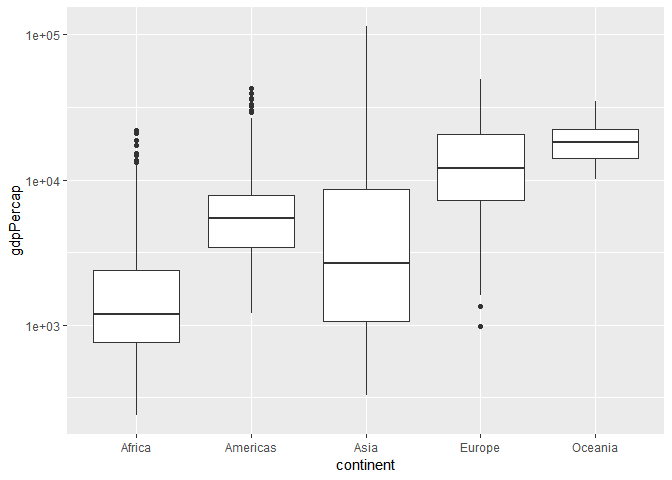 gdpPercap
1e+05
1e+04
1e+03
Africa Americas Asia Europe Oceania
continent